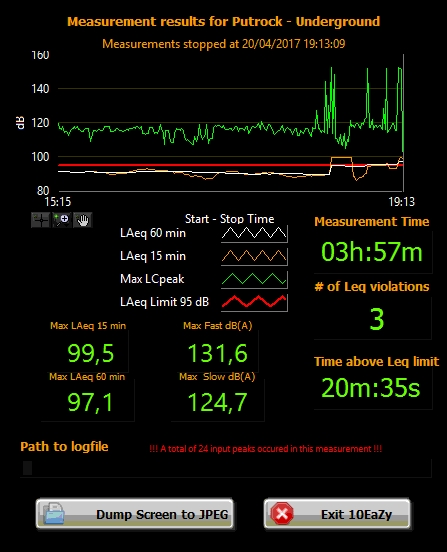 Measurement results for Putrock - Underground
Measurements stopped at 20/04/2017 19:13:09
160
140
dB
120
100
80
15:15
19:13
Start - Stop Time
LAeq 60 min
LAeq 15 min
Max LCpeak
LAeq Limit 95 dB
Measurement Time
03h:57m
# of Leq violations
3
Time above Leq limit
20m:35s
Max LAeq 15 min
99,5
Max Fast dB(A)
131,6
Max LAeq 60 min
97,1
Max Slow dB(A)
124,7
Path to logfile
!!! A total of 24 input peaks occured in this measurement !!!
Dump Screen to JPEG
Exit 10EaZy